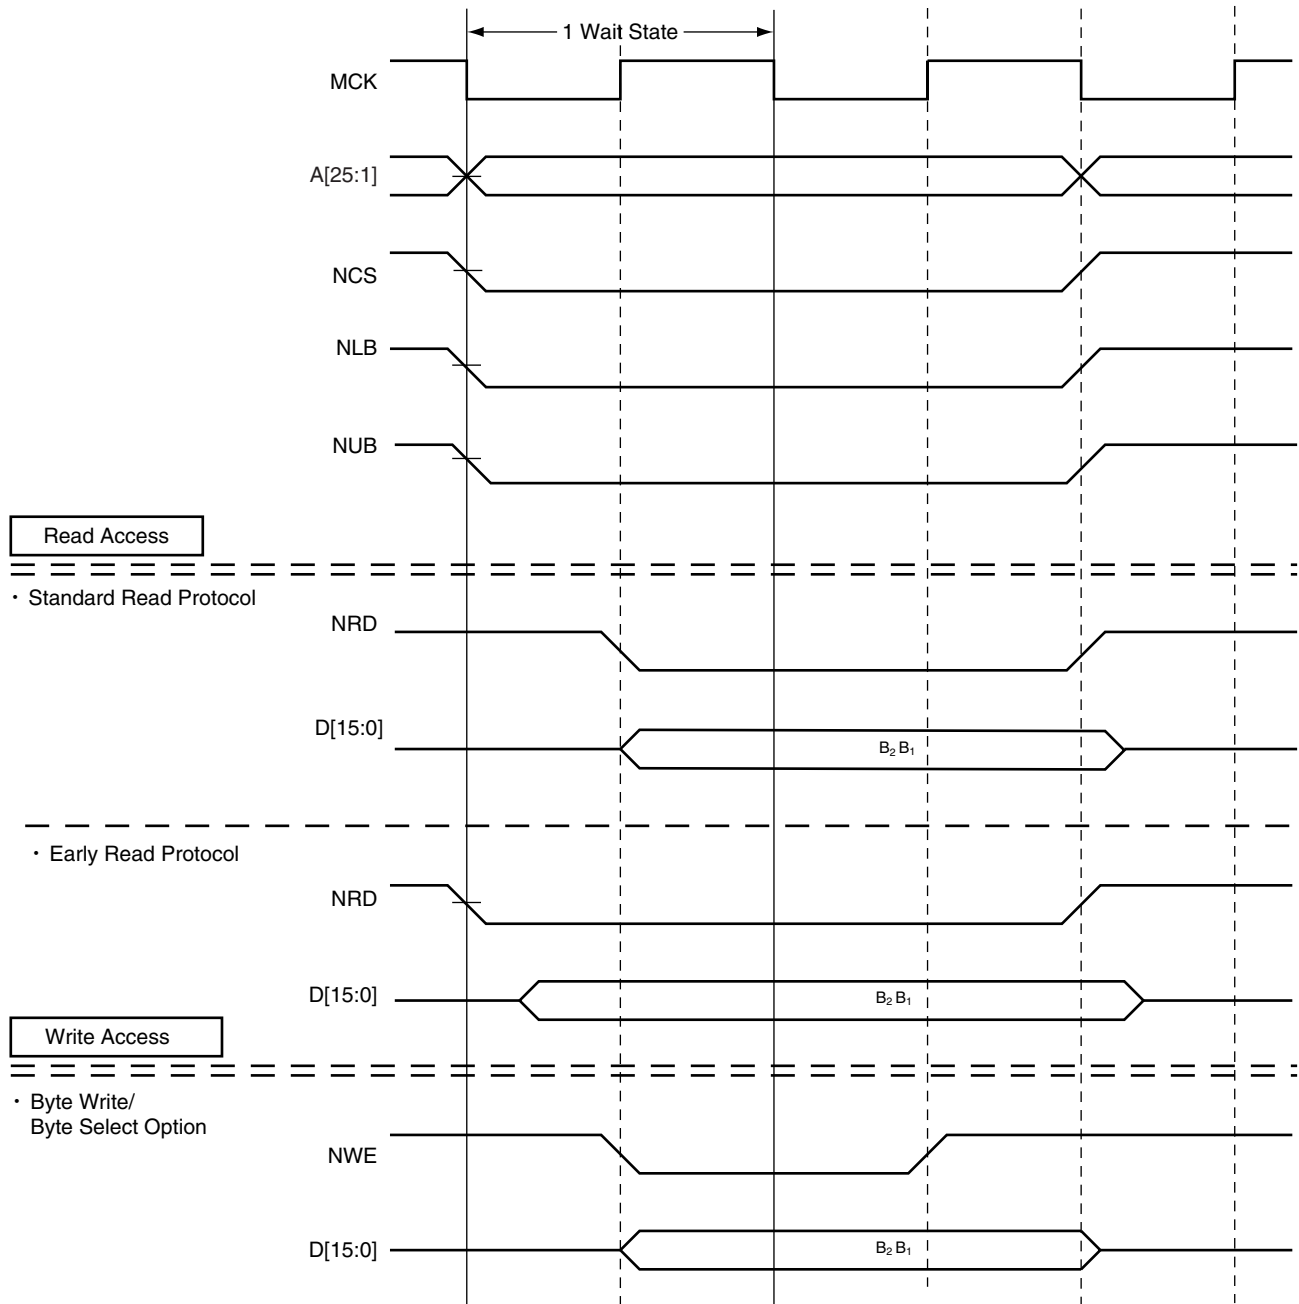 1 Wait State
MCK
A[25:1]
NCS
NLB
NUB
Read Access
· Standard Read Protocol
NRD
D[15:0]
B₂ B₁
· Early Read Protocol
NRD
D[15:0]
B₂ B₁
Write Access
· Byte Write/
Byte Select Option
NWE
D[15:0]
B₂ B₁